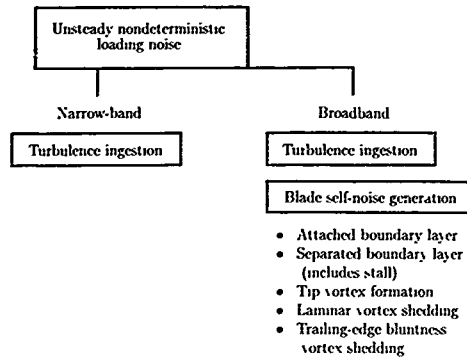 Unsteady nondeterministic
loading noise
Narrow-band
Broadband
Turbulence ingestion
Turbulence ingestion
Blade self-noise generation
• Attached boundary layer
• Separated boundary layer
(includes stall)
• Tip vortex formation
• Laminar vortex shedding
• Trailing-edge bluntness
vortex shedding